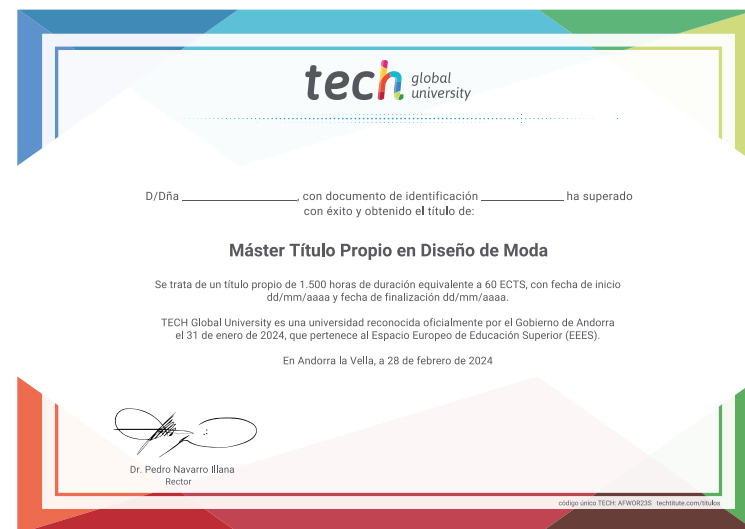 tech global university
D/Dña ____________________, con documento de identificación ______________ ha superado
con éxito y obtenido el título de:
Máster Título Propio en Diseño de Moda
Se trata de un título propio de 1.500 horas de duración equivalente a 60 ECTS, con fecha de inicio
dd/mm/aaaa y fecha de finalización dd/mm/aaaa.
TECH Global University es una universidad reconocida oficialmente por el Gobierno de Andorra
el 31 de enero de 2024, que pertenece al Espacio Europeo de Educación Superior (EEES).
En Andorra la Vella, a 28 de febrero de 2024
Dr. Pedro Navarro Illana
Rector
código único TECH: AFWOR23S techtitute.com/titulos